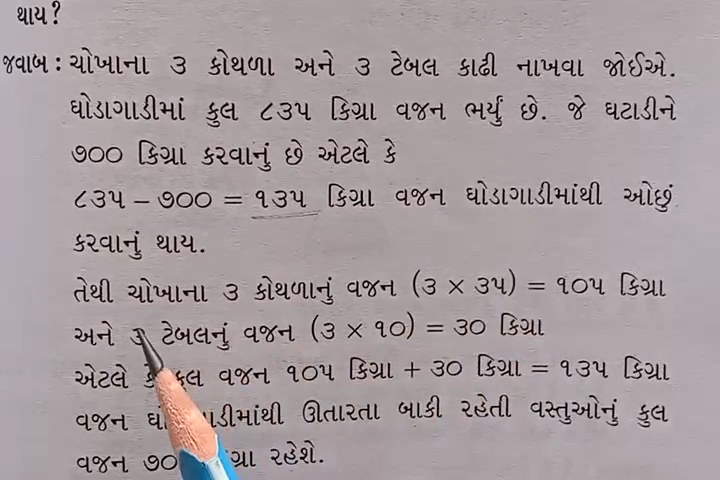 થાય?
જવાબ : ચોખાના ૩ કોથળા અને ૩ ટેબલ કાઢી નાખવા જોઈએ.
ઘોડાગાડીમાં કુલ ૮૩૫ કિગ્રા વજન ભર્યું છે. જે ઘટાડીને
૭૦૦ કિગ્રા કરવાનું છે એટલે કે
૮૩૫ – ૭૦૦ = ૧૩૫ કિગ્રા વજન ઘોડાગાડીમાંથી ઓછું
કરવાનું થાય.
તેથી ચોખાના ૩ કોથળાનું વજન (૩ × ૩૫) = ૧૦૫ કિગ્રા
અને ૩ ટેબલનું વજન (૩ × ૧૦) = ૩૦ કિગ્રા
એટલે વજન ૧૦૫ કિગ્રા + ૩૦ કિગ્રા = ૧૩૫ કિગ્રા
વજન ઊતારતા બાકી રહેતી વસ્તુઓનું કુલ
વજન રહેશે.